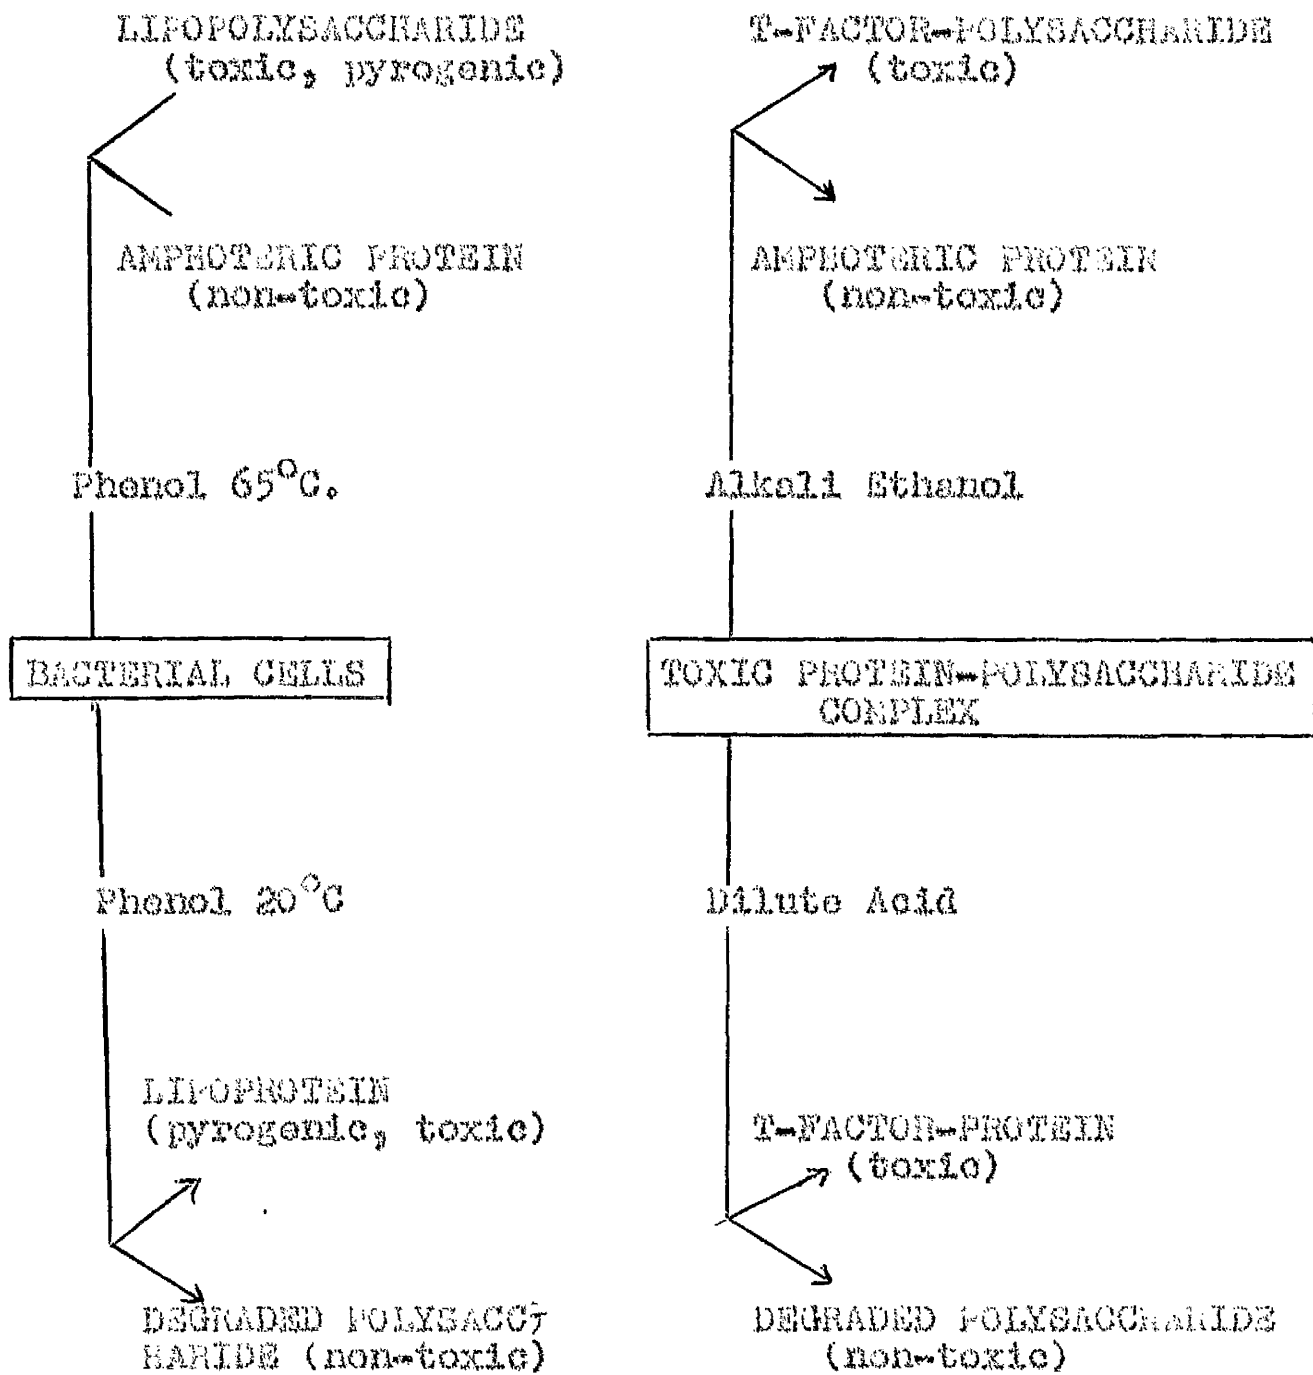 LIPOPOLYSACCHARIDE
(toxic, pyrogenic)
AMPHOTERIC PROTEIN
(non-toxic)
Phenol 65°C.
BACTERIAL CELLS
Phenol 20°C
LIPOPROTEIN
(pyrogenic, toxic)
DEGRADED POLYSACC-
HARIDE (non-toxic)
T-FACTOR-POLYSACCHARIDE
(toxic)
AMPHOTERIC PROTEIN
(non-toxic)
Alkali Ethanol
TOXIC PROTEIN-POLYSACCHARIDE
COMPLEX
Dilute Acid
T-FACTOR-PROTEIN
(toxic)
DEGRADED POLYSACCHARIDE
(non-toxic)